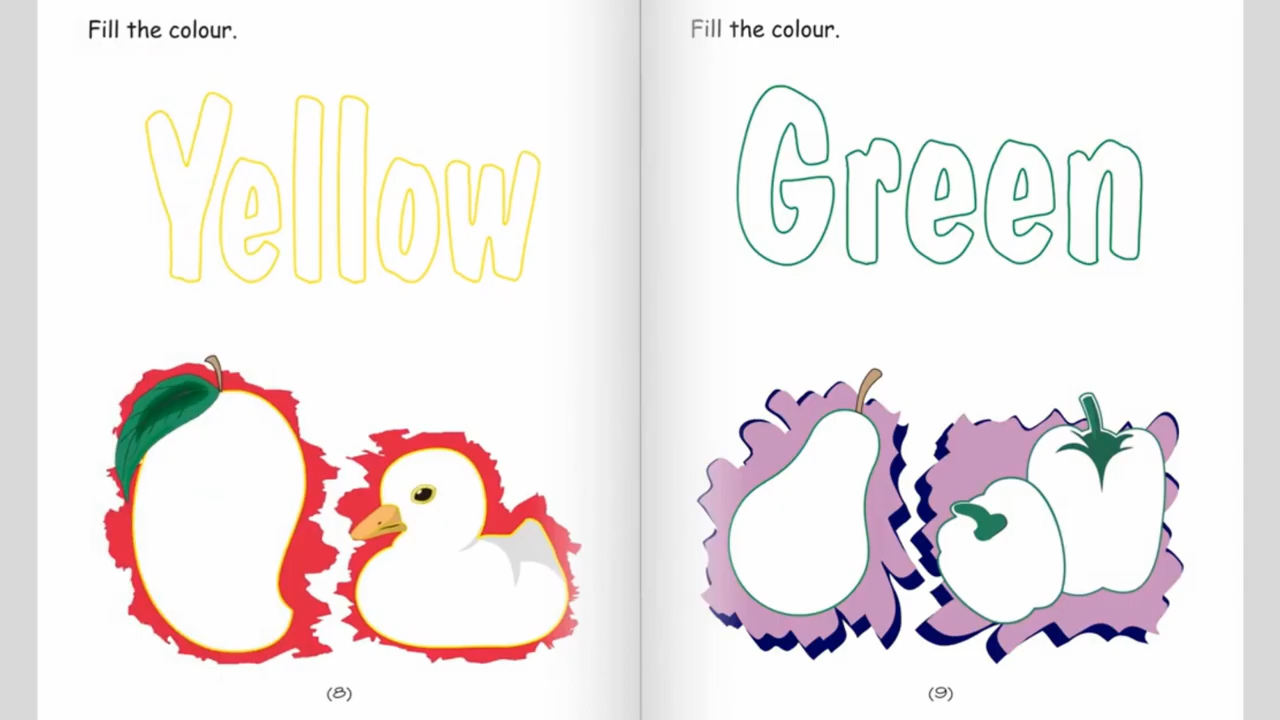 Fill the colour.
Yellow
(8)
Fill the colour.
Green
(9)